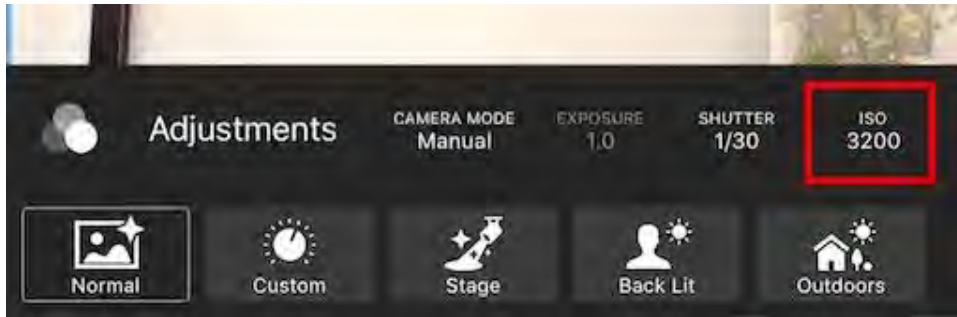 Adjustments
CAMERA MODE
Manual
EXPOSURE
1.0
SHUTTER
1/30
ISO
3200
Normal
Custom
Stage
Back Lit
Outdoors